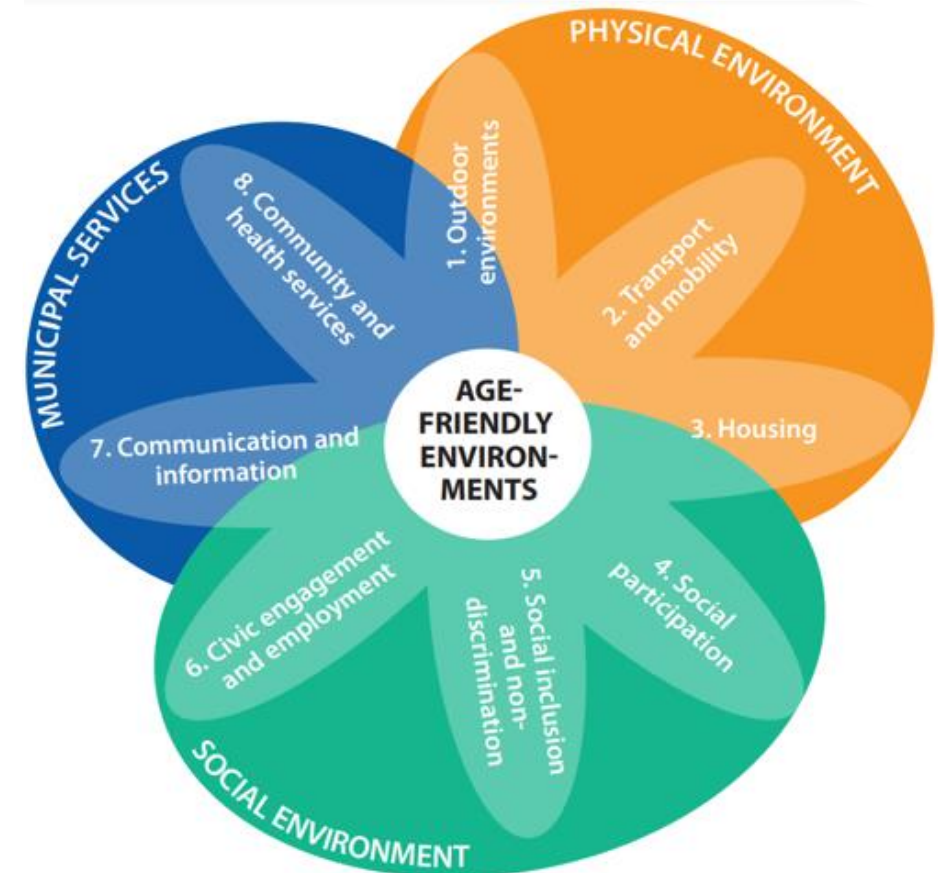 PHYSICAL ENVIRONMENT
1. Outdoor
environments
2. Transport
and mobility
3. Housing
4. Social
participation
5. Social inclusion
and non-
discrimination
SOCIAL ENVIRONMENT
6. Civic engagement
and employment
7. Communication and
information
8. Community and
health services
MUNICIPAL SERVICES
AGE-
FRIENDLY
ENVIRON-
MENTS